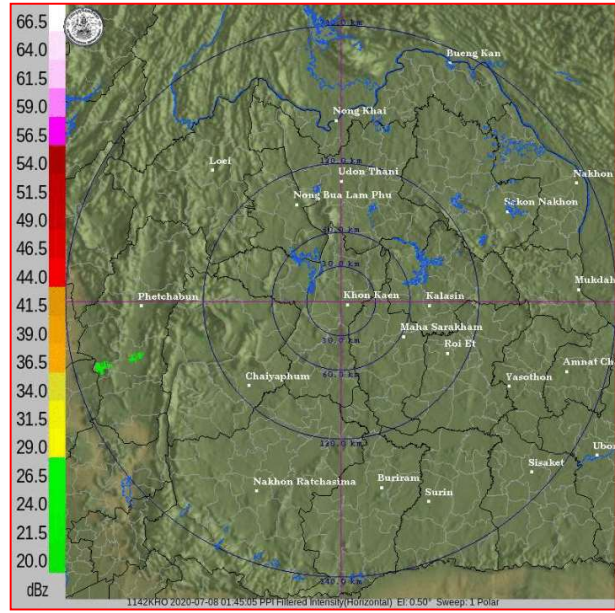 66.5
64.0
61.5
59.0
56.5
54.0
51.5
49.0
46.5
44.0
41.5
39.0
36.5
34.0
31.5
29.0
26.5
24.0
21.5
20.0
dBz
Bueng Kan
Nong Khai
Loei
Udon Thani
Nakhon
Nong Bua Lam Phu
Sakon Nakhon
Mukdah
Phetchabun
Khon Kaen
Kalasin
Maha Sarakham
Roi Et
Amnat Ch
Chaiyaphum
Yasothon
120.0 km
Ubor
Sisaket
Nakhon Ratchasima
Buriram
Surin
1142KHO 2020-07-08 01:45:05 PPI Filtered Intensity(Horizontal) El: 0.50° Sweep: 1 Polar